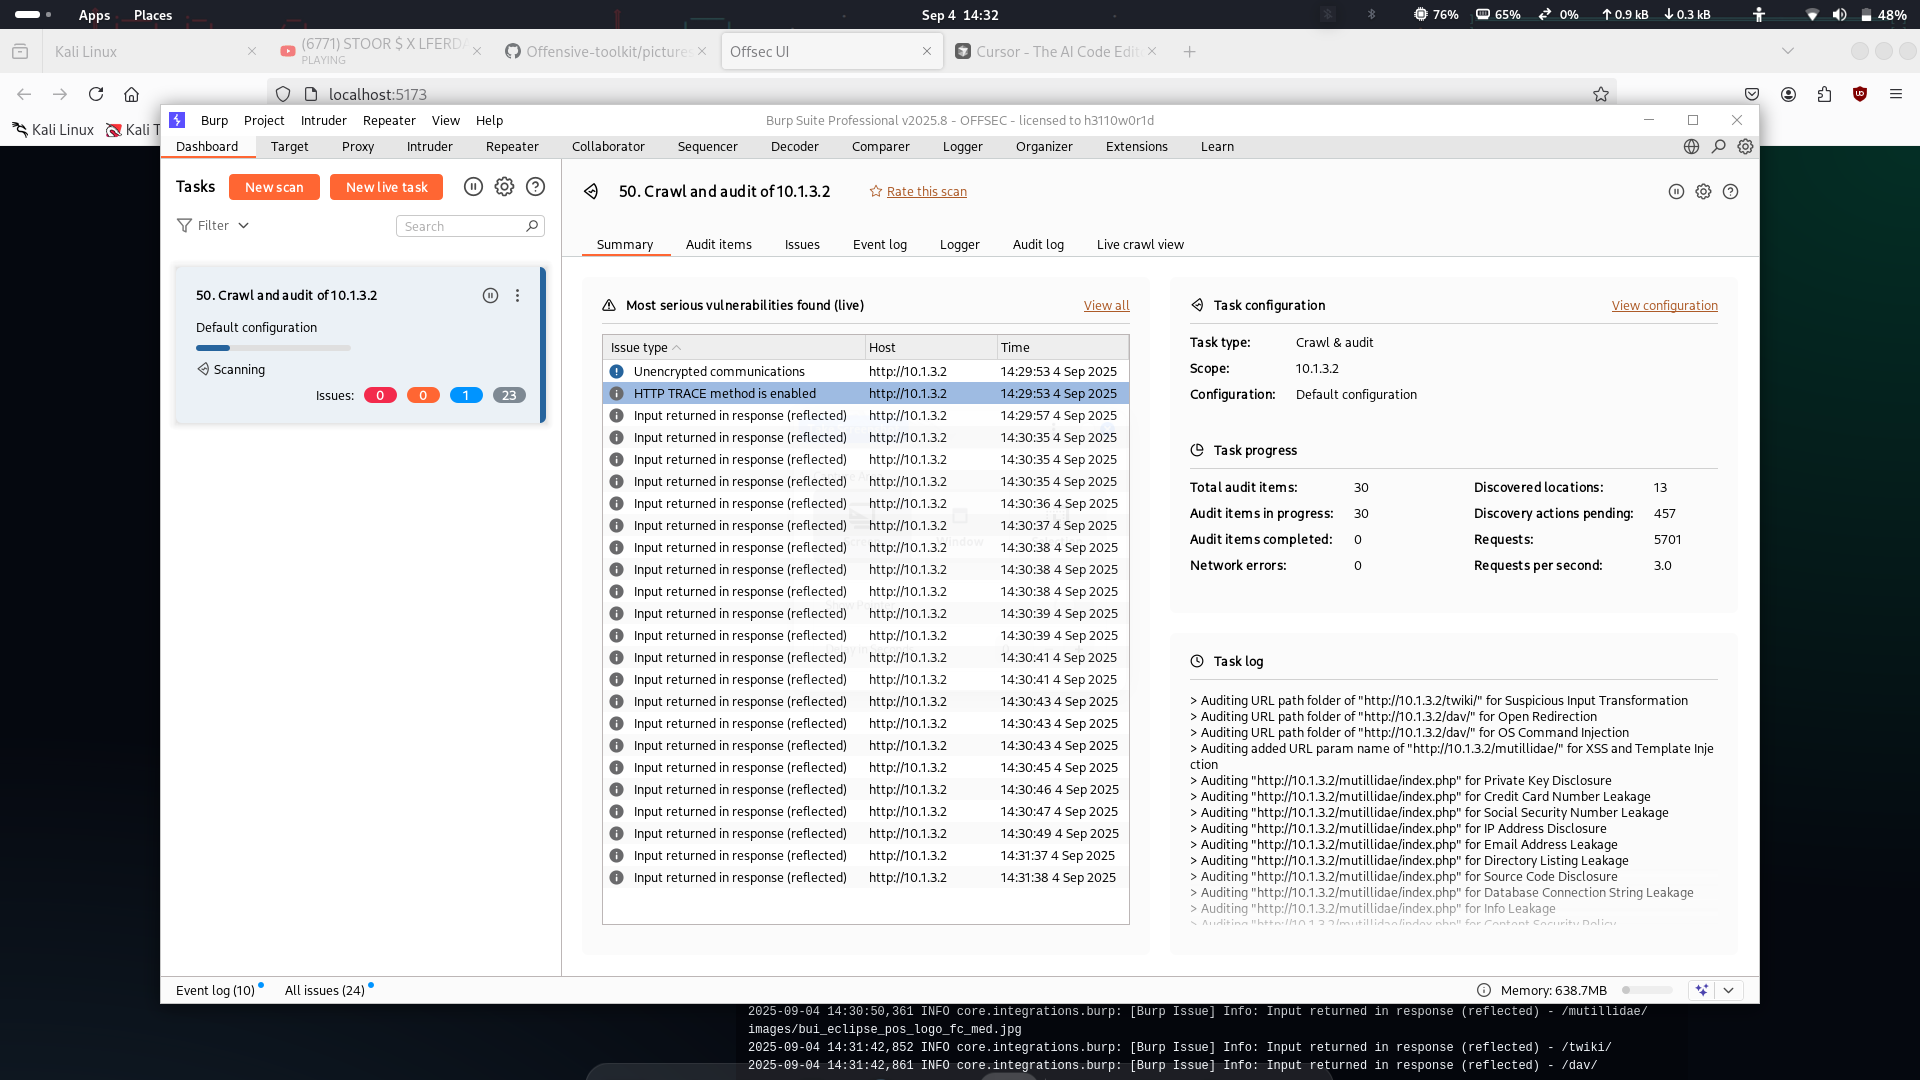 Apps Places Sep 4 14:32 76% 65% 0% 0.9 kB 0.3 kB 48%
Kali Linux (6771) STOOR $ X LFERDA Offensive-toolkit/pictures Offsec UI Cursor - The AI Code Edit
PLAYING
localhost:5173
Kali Linux Kali T
Burp Project Intruder Repeater View Help Burp Suite Professional v2025.8 - OFFSEC - licensed to h3110w0r1d
Dashboard Target Proxy Intruder Repeater Collaborator Sequencer Decoder Comparer Logger Organizer Extensions Learn
Tasks New scan New live task
Filter Search
50. Crawl and audit of 10.1.3.2
Default configuration
Scanning
Issues: 0 0 1 23
50. Crawl and audit of 10.1.3.2 Rate this scan
Summary Audit items Issues Event log Logger Audit log Live crawl view
Most serious vulnerabilities found (live) View all
Issue type Host Time
Unencrypted communications http://10.1.3.2 14:29:53 4 Sep 2025
HTTP TRACE method is enabled http://10.1.3.2 14:29:53 4 Sep 2025
Input returned in response (reflected) http://10.1.3.2 14:29:57 4 Sep 2025
Input returned in response (reflected) http://10.1.3.2 14:30:35 4 Sep 2025
Input returned in response (reflected) http://10.1.3.2 14:30:35 4 Sep 2025
Input returned in response (reflected) http://10.1.3.2 14:30:35 4 Sep 2025
Input returned in response (reflected) http://10.1.3.2 14:30:36 4 Sep 2025
Input returned in response (reflected) http://10.1.3.2 14:30:37 4 Sep 2025
Input returned in response (reflected) http://10.1.3.2 14:30:38 4 Sep 2025
Input returned in response (reflected) http://10.1.3.2 14:30:38 4 Sep 2025
Input returned in response (reflected) http://10.1.3.2 14:30:38 4 Sep 2025
Input returned in response (reflected) http://10.1.3.2 14:30:39 4 Sep 2025
Input returned in response (reflected) http://10.1.3.2 14:30:39 4 Sep 2025
Input returned in response (reflected) http://10.1.3.2 14:30:41 4 Sep 2025
Input returned in response (reflected) http://10.1.3.2 14:30:41 4 Sep 2025
Input returned in response (reflected) http://10.1.3.2 14:30:43 4 Sep 2025
Input returned in response (reflected) http://10.1.3.2 14:30:43 4 Sep 2025
Input returned in response (reflected) http://10.1.3.2 14:30:43 4 Sep 2025
Input returned in response (reflected) http://10.1.3.2 14:30:45 4 Sep 2025
Input returned in response (reflected) http://10.1.3.2 14:30:46 4 Sep 2025
Input returned in response (reflected) http://10.1.3.2 14:30:47 4 Sep 2025
Input returned in response (reflected) http://10.1.3.2 14:30:49 4 Sep 2025
Input returned in response (reflected) http://10.1.3.2 14:31:37 4 Sep 2025
Input returned in response (reflected) http://10.1.3.2 14:31:38 4 Sep 2025
Task configuration View configuration
Task type: Crawl & audit
Scope: 10.1.3.2
Configuration: Default configuration
Task progress
Total audit items: 30 Discovered locations: 13
Audit items in progress: 30 Discovery actions pending: 457
Audit items completed: 0 Requests: 5701
Network errors: 0 Requests per second: 3.0
Task log
> Auditing URL path folder of "http://10.1.3.2/twiki/" for Suspicious Input Transformation
> Auditing URL path folder of "http://10.1.3.2/dav/" for Open Redirection
> Auditing URL path folder of "http://10.1.3.2/dav/" for OS Command Injection
> Auditing added URL param name of "http://10.1.3.2/mutillidae/" for XSS and Template Inje
ction
> Auditing "http://10.1.3.2/mutillidae/index.php" for Private Key Disclosure
> Auditing "http://10.1.3.2/mutillidae/index.php" for Credit Card Number Leakage
> Auditing "http://10.1.3.2/mutillidae/index.php" for Social Security Number Leakage
> Auditing "http://10.1.3.2/mutillidae/index.php" for IP Address Disclosure
> Auditing "http://10.1.3.2/mutillidae/index.php" for Email Address Leakage
> Auditing "http://10.1.3.2/mutillidae/index.php" for Directory Listing Leakage
> Auditing "http://10.1.3.2/mutillidae/index.php" for Source Code Disclosure
> Auditing "http://10.1.3.2/mutillidae/index.php" for Database Connection String Leakage
> Auditing "http://10.1.3.2/mutillidae/index.php" for Info Leakage
> Auditing "http://10.1.3.2/mutillidae/index.php" for Content Security Policy
Event log (10) All issues (24) Memory: 638.7MB
2025-09-04 14:30:50,361 INFO core.integrations.burp: [Burp Issue] Info: Input returned in response (reflected) - /mutillidae/
images/bui_eclipse_pos_logo_fc_med.jpg
2025-09-04 14:31:42,852 INFO core.integrations.burp: [Burp Issue] Info: Input returned in response (reflected) - /twiki/
2025-09-04 14:31:42,861 INFO core.integrations.burp: [Burp Issue] Info: Input returned in response (reflected) - /dav/